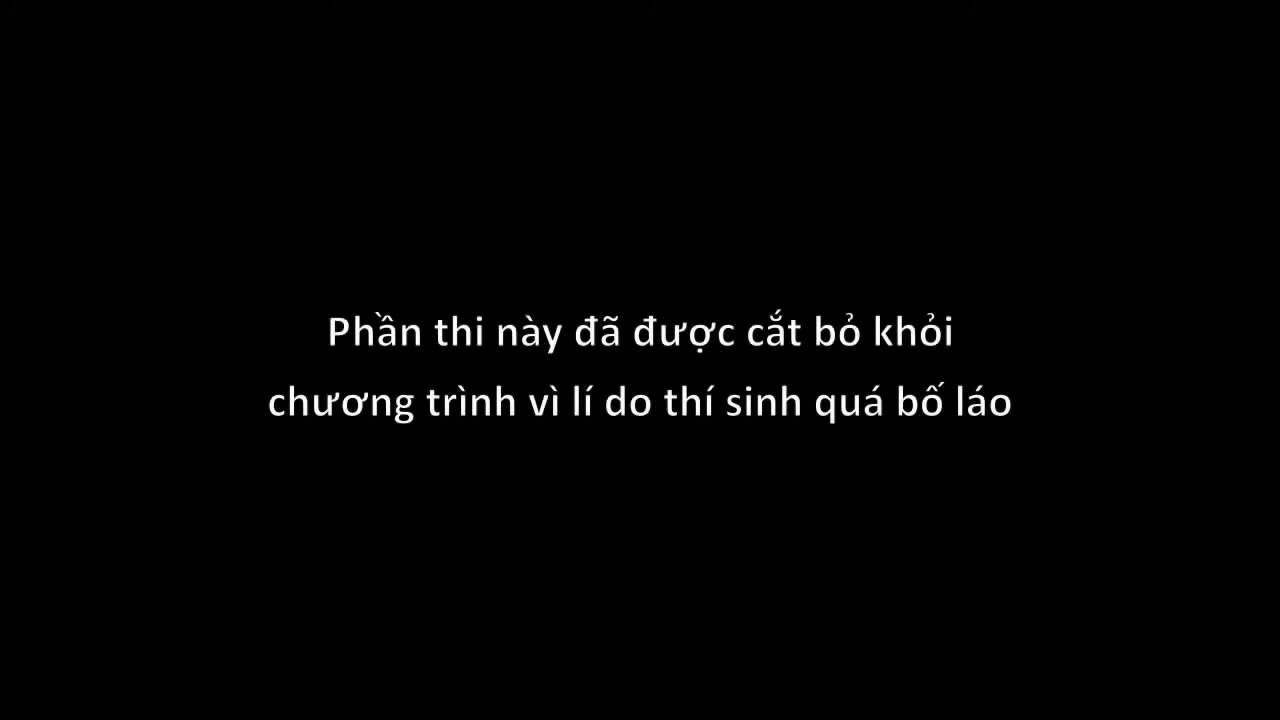 Phần thi này đã được cắt bỏ khỏi
chương trình vì lí do thí sinh quá bố láo